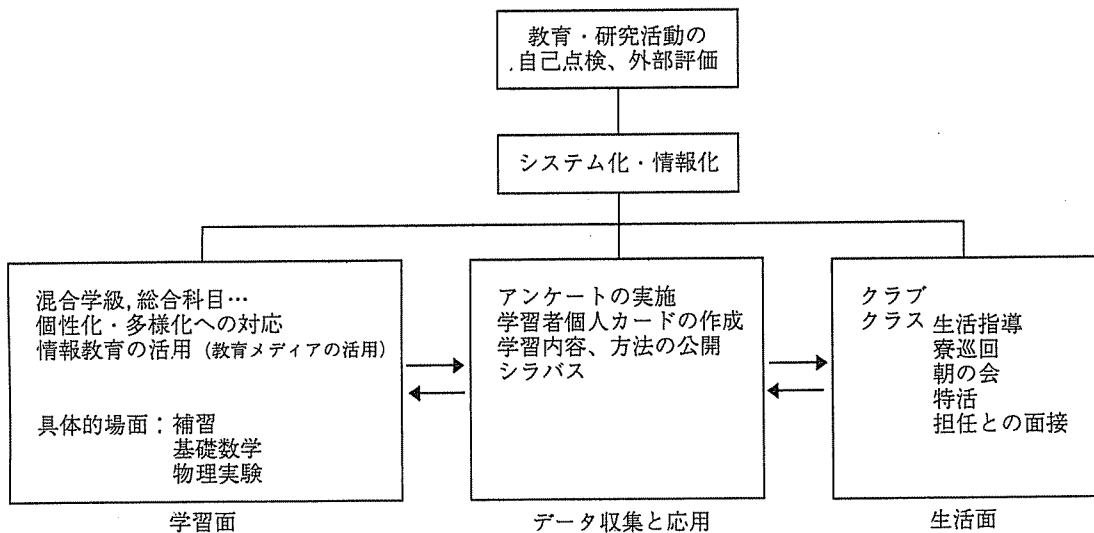 教育・研究活動の
自己点検、外部評価
システム化・情報化
混合学級,総合科目…
個性化・多様化への対応
情報教育の活用(教育メディアの活用)
具体的場面:補習
基礎数学
物理実験
学習面
アンケートの実施
学習者個人カードの作成
学習内容、方法の公開
シラバス
データ収集と応用
クラブ
クラス 生活指導
寮巡回
朝の会
特活
担任との面接
生活面